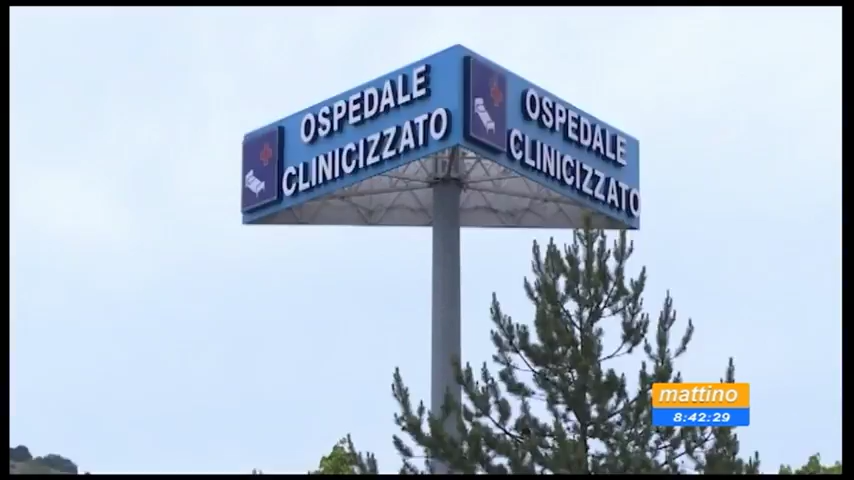 OSPEDALE
CLINICIZZATO
OSPEDALE
CLINICIZZATO
mattino
8:42:29